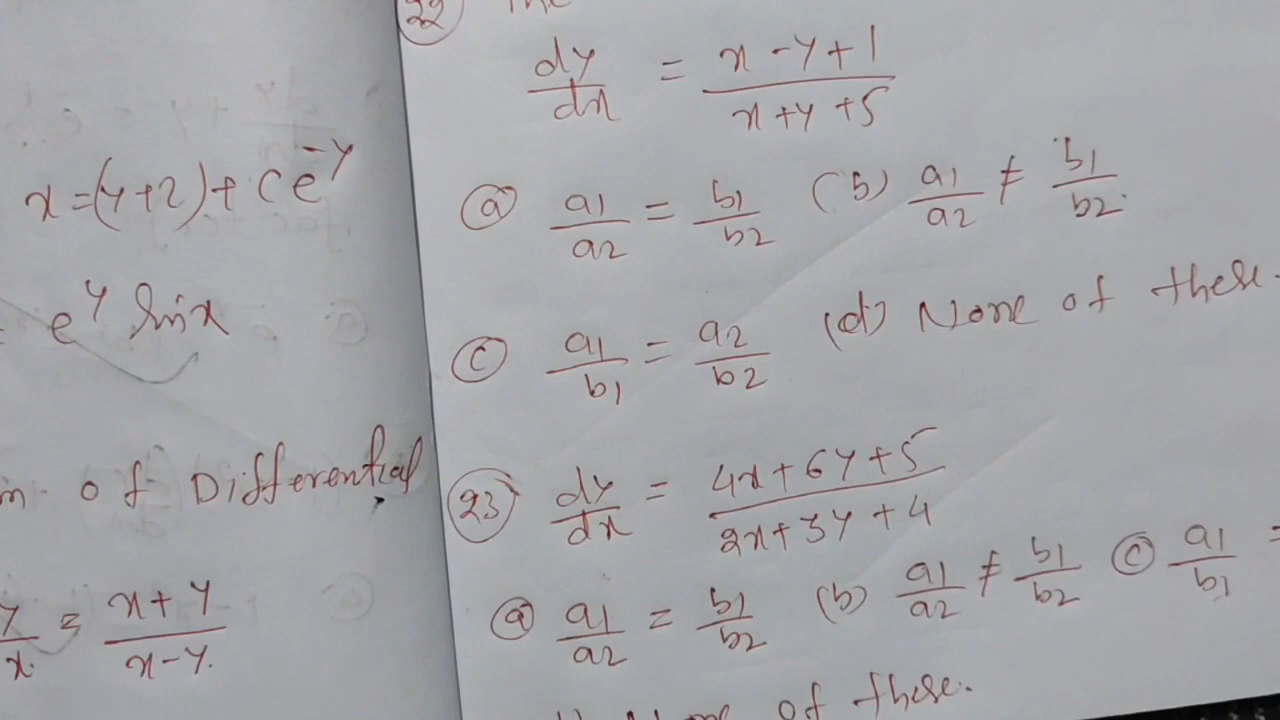 x = (y+2) + Ce^-y
e^y sinx
of Differential
y/x. = x+y/x-y.
22
dy/dx = x-y+1/x+y+5
(a) a1/a2 = b1/b2 (b) a1/a2 ≠ b1/b2.
(c) a1/b1 = a2/b2 (d) None of these.
23) dy/dx = 4x+6y+5/2x+3y+4
(a) a1/a2 = b1/b2 (b) a1/a2 ≠ b1/b2 (c) a1/b1 =
None of these.